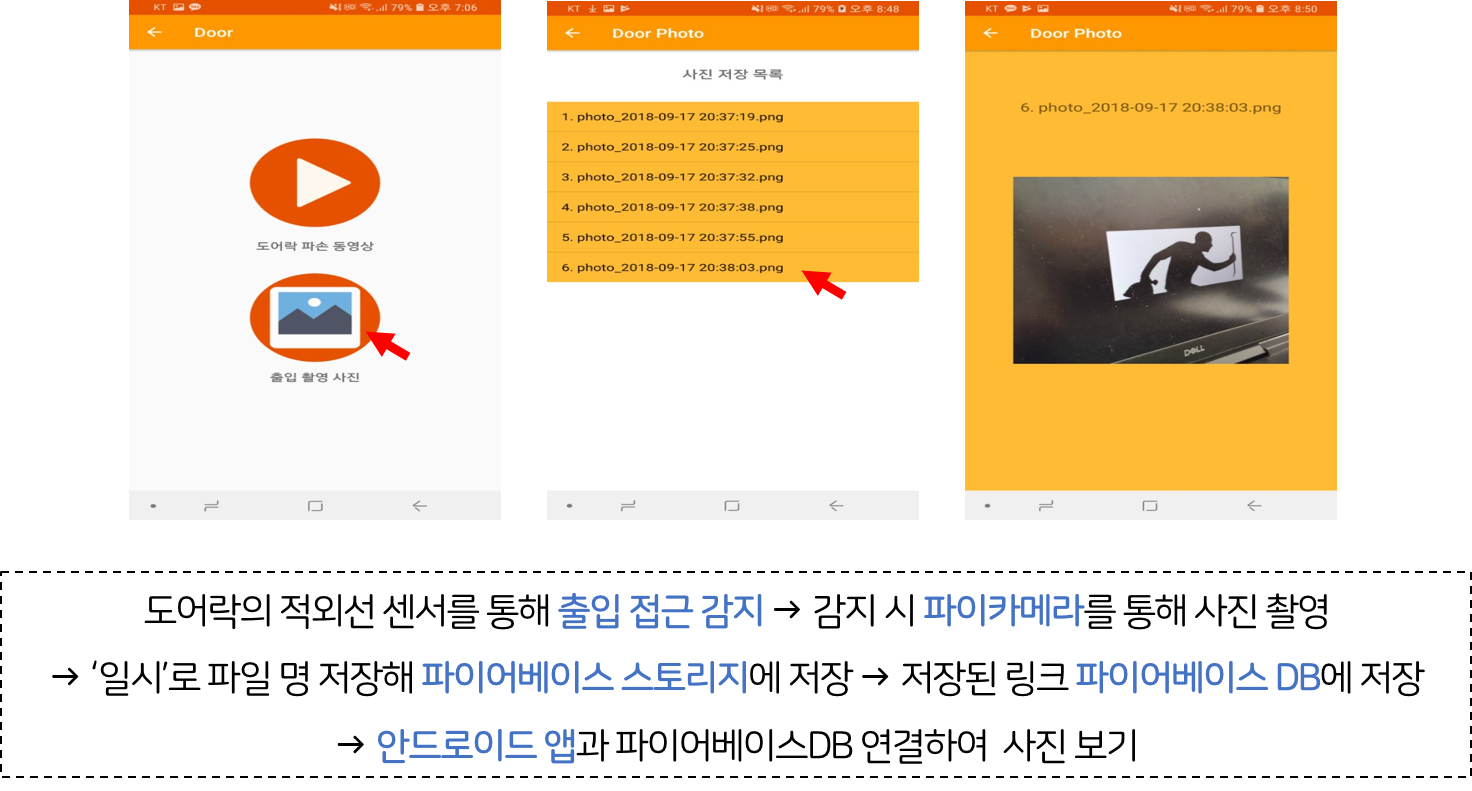 KT 79% 오후 7:06
Door
도어락 파손 동영상
출입 촬영 사진
KT 79% 오후 8:48
Door Photo
사진 저장 목록
1. photo_2018-09-17 20:37:19.png
2. photo_2018-09-17 20:37:25.png
3. photo_2018-09-17 20:37:32.png
4. photo_2018-09-17 20:37:38.png
5. photo_2018-09-17 20:37:55.png
6. photo_2018-09-17 20:38:03.png
KT 79% 오후 8:50
Door Photo
6. photo_2018-09-17 20:38:03.png
DELL
도어락의 적외선 센서를 통해 출입 접근 감지 → 감지 시 파이카메라를 통해 사진 촬영
→ ‘일시’로 파일 명 저장해 파이어베이스 스토리지에 저장 → 저장된 링크 파이어베이스 DB에 저장
→ 안드로이드 앱과 파이어베이스DB 연결하여 사진 보기